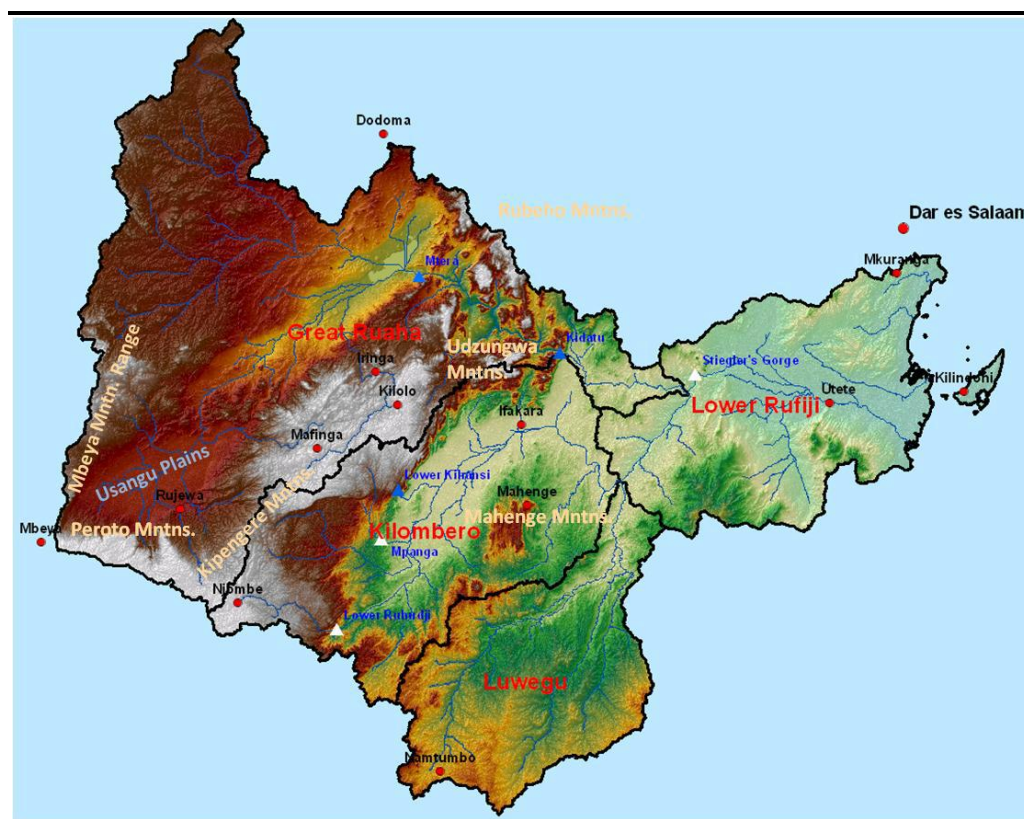 Dodoma
Rubeho Mntns.
Dar es Salaam
Mkuranga
Mtera
Great Ruaha
Udzungwa
Mntns.
Kidatu
Iringa
Stiegler's Gorge
Kilolo
Lower Rufiji
Utete
Kilindoni
Mbeya Mntn. Range
Ifakara
Mafinga
Usangu Plains
Lower Kihansi
Rujewa
Mahenge
Mahenge Mntns.
Kilombero
Peroto Mntns.
Kipengere Mntns.
Mbeya
Mpanga
Njombe
Lower Ruhudji
Luwegu
Namtumbo